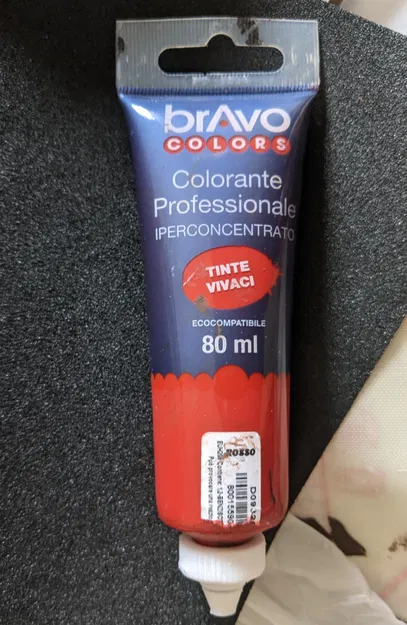 brAvo
COLORS
Colorante
Professionale
IPERCONCENTRATO
TINTE
VIVACI
ECOCOMPATIBILE
80 ml
ROSSO